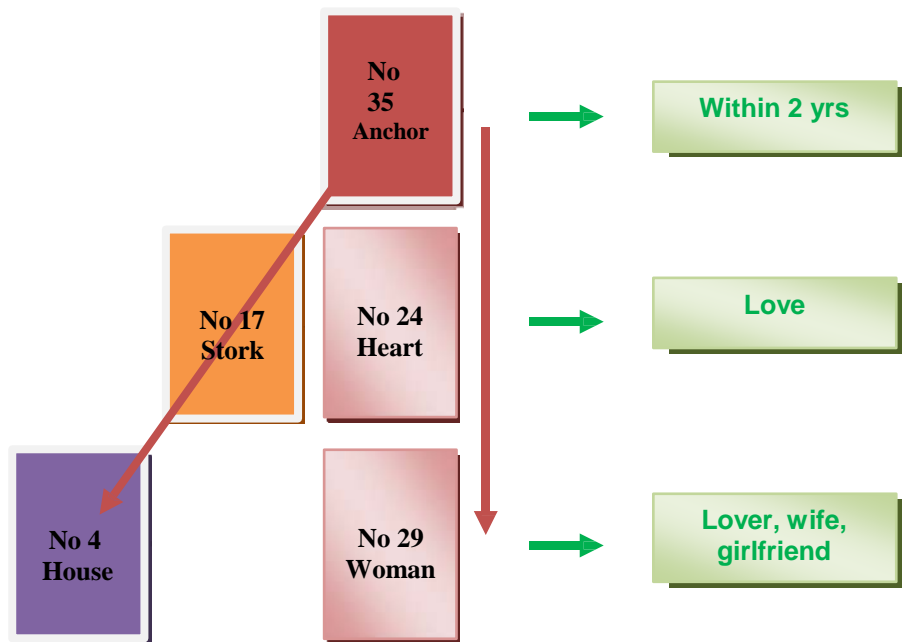 No
35
Anchor
Within 2 yrs
No 17
Stork
No 24
Heart
Love
No 4
House
No 29
Woman
Lover, wife,
girlfriend